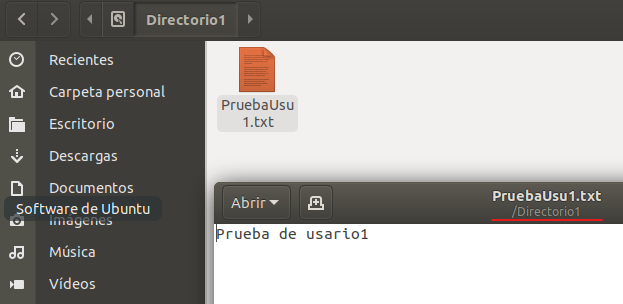 Directorio1
Recientes
Carpeta personal
Escritorio
Descargas
Documentos
Software de Ubuntu
Imágenes
Música
Vídeos
PruebaUsu
1.txt
Abrir
PruebaUsu1.txt
/Directorio1
Prueba de usario1